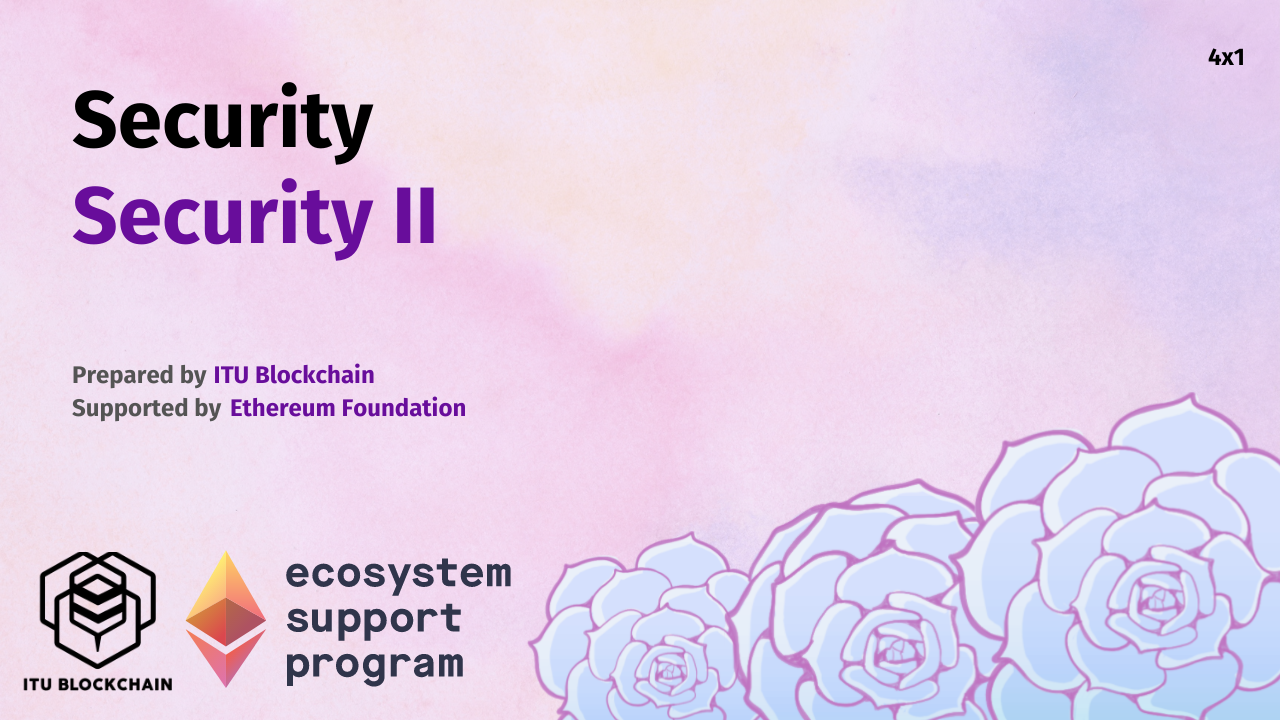 4x1
Security
Security II
Prepared by ITU Blockchain
Supported by Ethereum Foundation
ITU BLOCKCHAIN
ecosystem
support
program